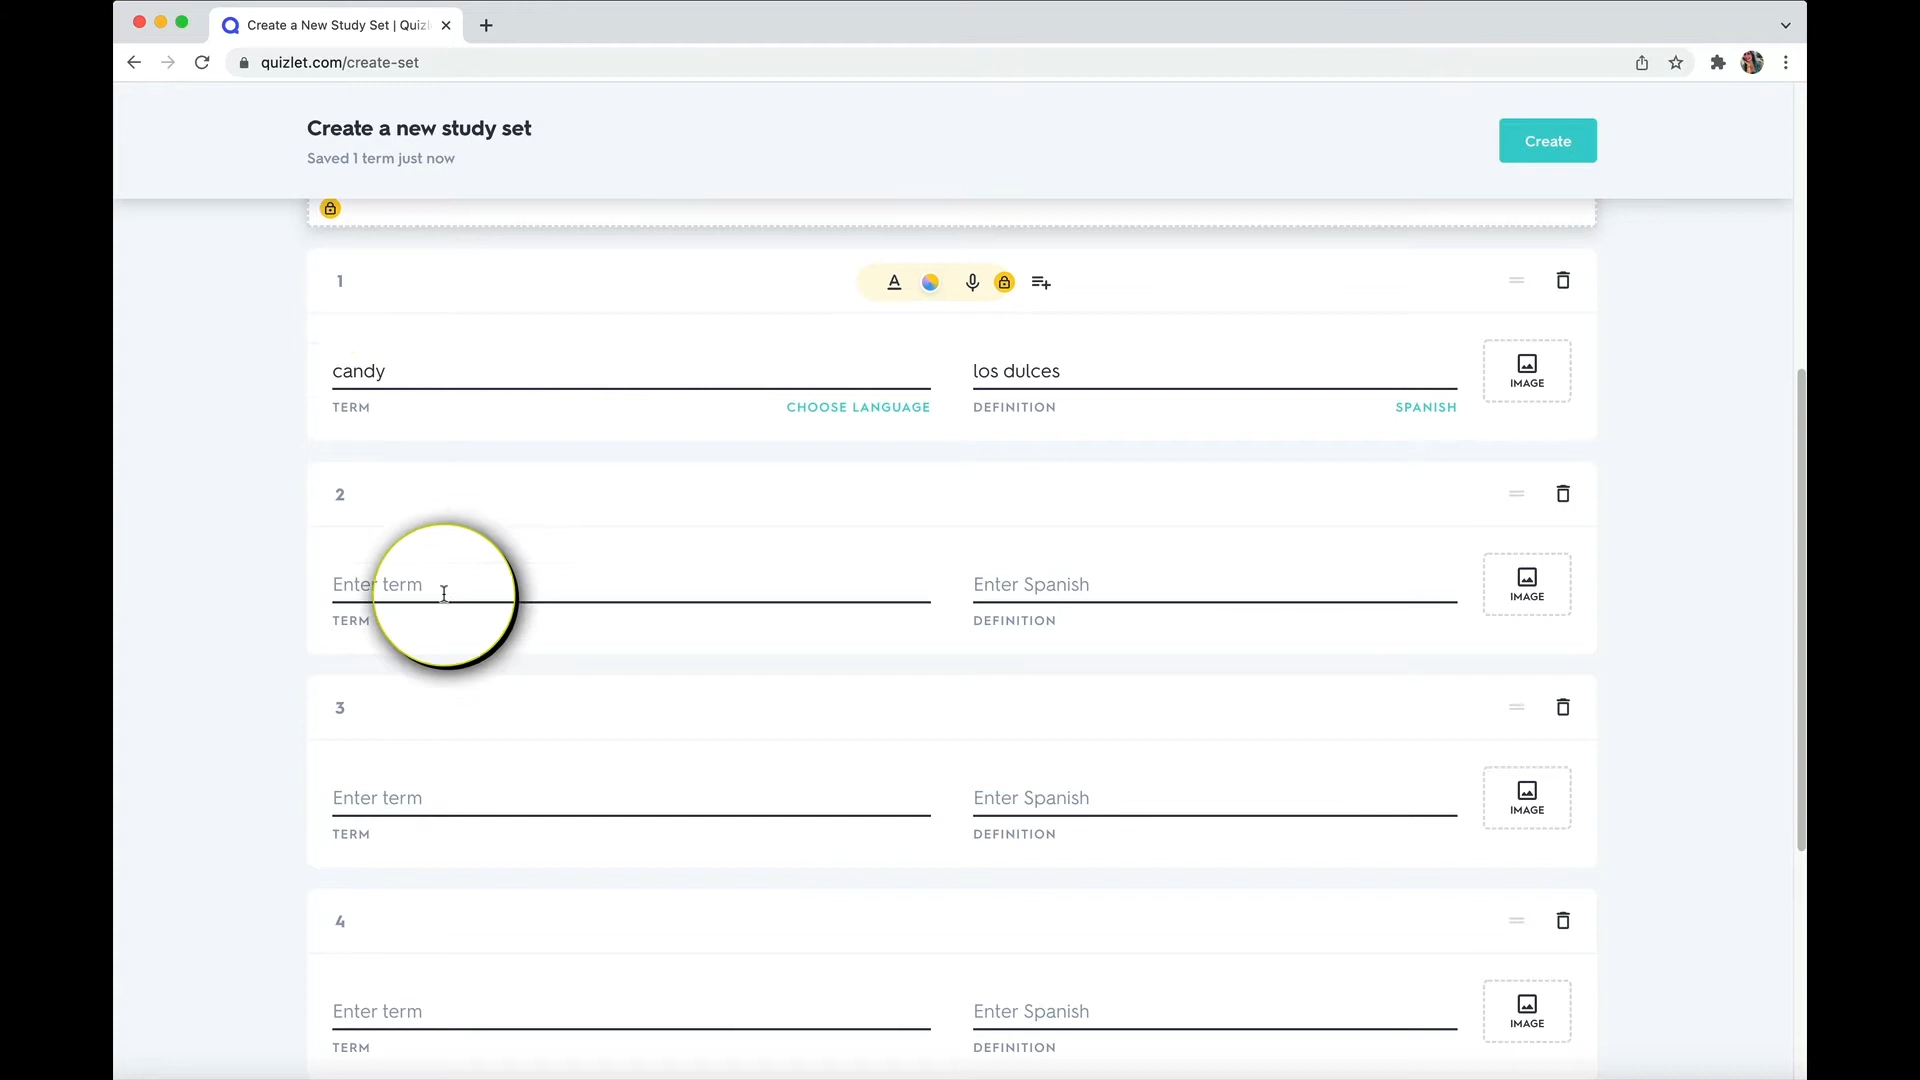 Create a New Study Set | Quizl
quizlet.com/create-set
Create a new study set
Saved 1 term just now
Create
1
candy
los dulces
IMAGE
TERM
CHOOSE LANGUAGE
DEFINITION
SPANISH
2
Enter term
Enter Spanish
IMAGE
TERM
DEFINITION
3
Enter term
Enter Spanish
IMAGE
TERM
DEFINITION
4
Enter term
Enter Spanish
IMAGE
TERM
DEFINITION